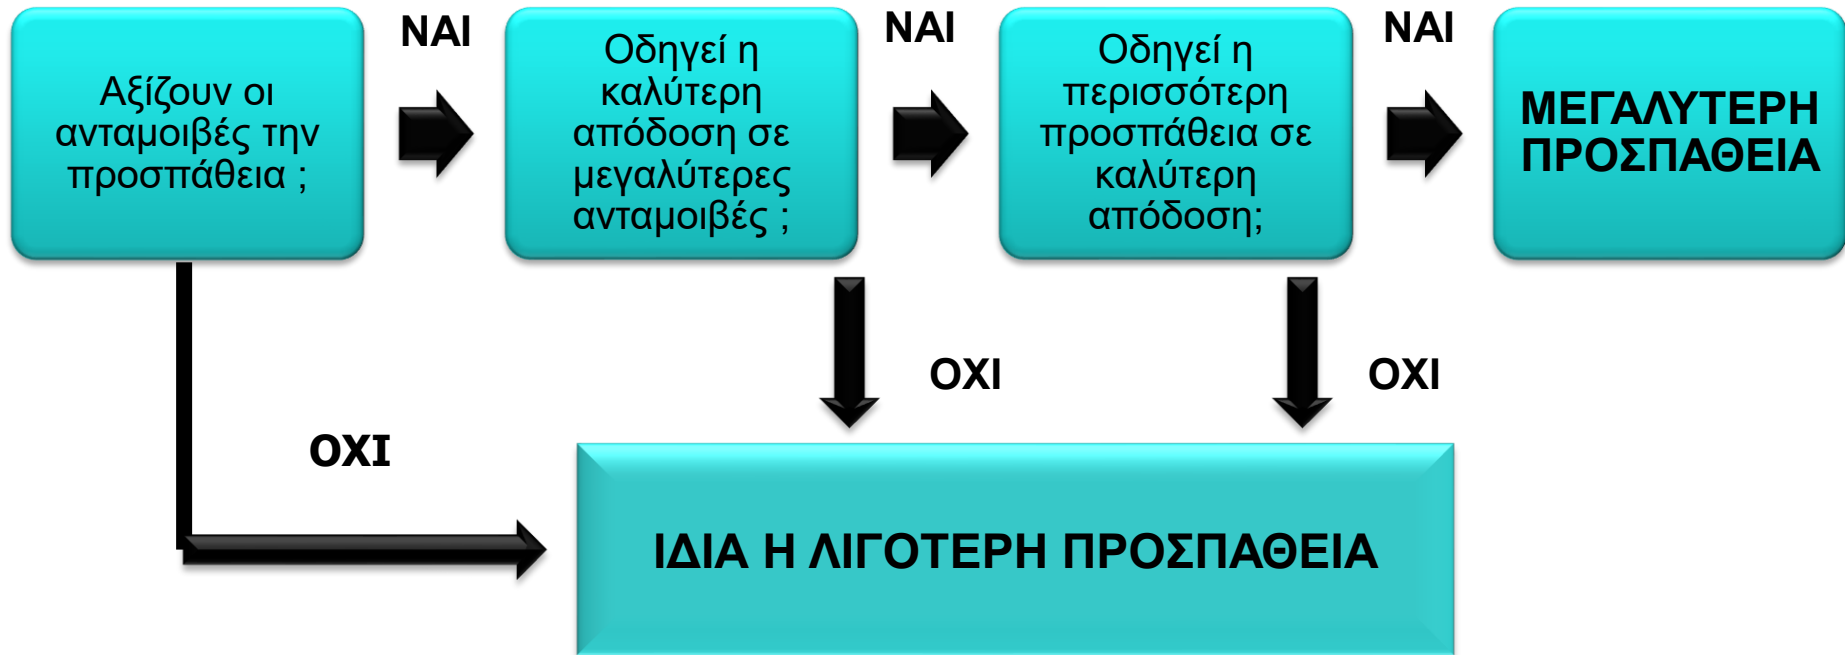 Αξίζουν οι
ανταμοιβές την
προσπάθεια ;
ΝΑΙ
Οδηγεί η
καλύτερη
απόδοση σε
μεγαλύτερες
ανταμοιβές ;
ΝΑΙ
Οδηγεί η
περισσότερη
προσπάθεια σε
καλύτερη
απόδοση;
ΝΑΙ
ΜΕΓΑΛΥΤΕΡΗ
ΠΡΟΣΠΑΘΕΙΑ
ΟΧΙ
ΟΧΙ
ΟΧΙ
ΙΔΙΑ Η ΛΙΓΟΤΕΡΗ ΠΡΟΣΠΑΘΕΙΑ